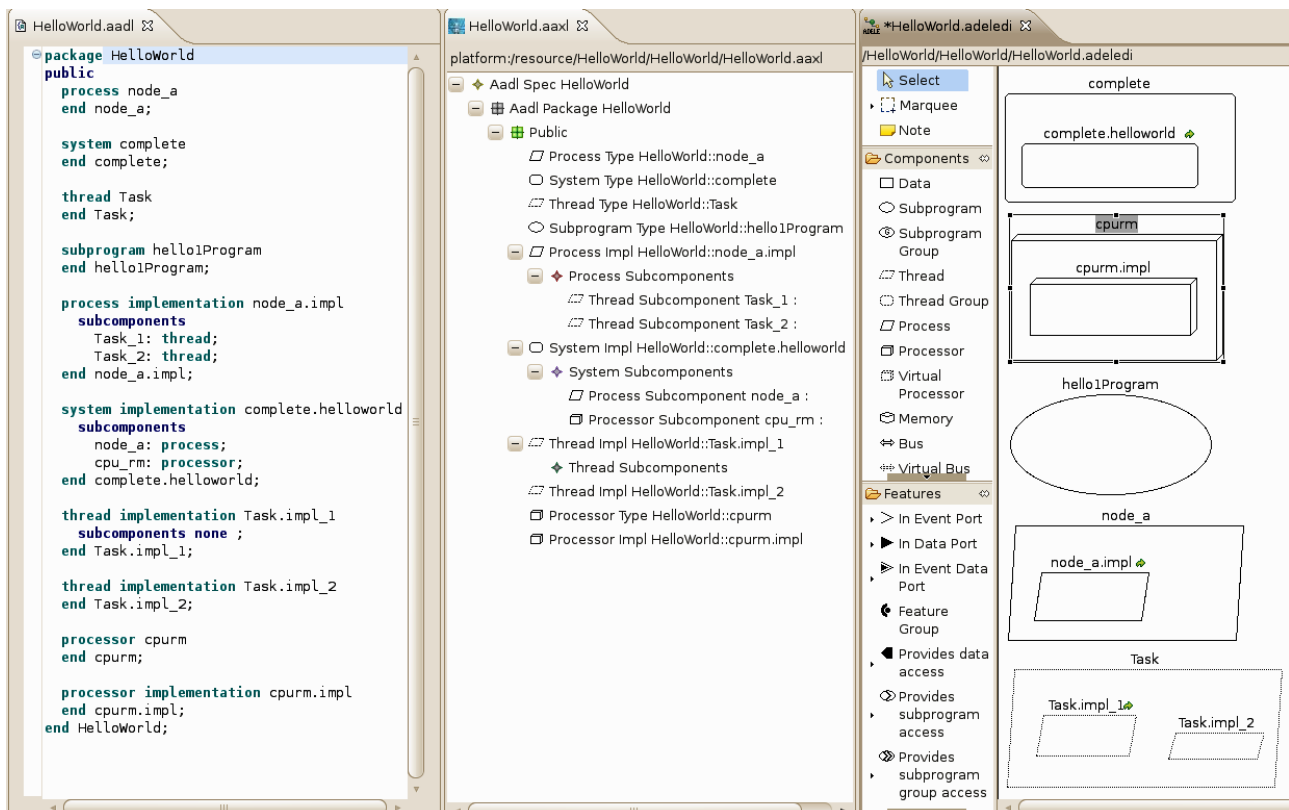 HelloWorld.aadl
package HelloWorld
public
process node_a
end node_a;
system complete
end complete;
thread Task
end Task;
subprogram hello1Program
end hello1Program;
process implementation node_a.impl
subcomponents
Task_1: thread;
Task_2: thread;
end node_a.impl;
system implementation complete.helloworld
subcomponents
node_a: process;
cpu_rm: processor;
end complete.helloworld;
thread implementation Task.impl_1
subcomponents none ;
end Task.impl_1;
thread implementation Task.impl_2
end Task.impl_2;
processor cpurm
end cpurm;
processor implementation cpurm.impl
end cpurm.impl;
end HelloWorld;
HelloWorld.aaxl
platform:/resource/HelloWorld/HelloWorld/HelloWorld.aaxl
Aadl Spec HelloWorld
Aadl Package HelloWorld
Public
Process Type HelloWorld::node_a
System Type HelloWorld::complete
Thread Type HelloWorld::Task
Subprogram Type HelloWorld::hello1Program
Process Impl HelloWorld::node_a.impl
Process Subcomponents
Thread Subcomponent Task_1 :
Thread Subcomponent Task_2 :
System Impl HelloWorld::complete.helloworld
System Subcomponents
Process Subcomponent node_a :
Processor Subcomponent cpu_rm :
Thread Impl HelloWorld::Task.impl_1
Thread Subcomponents
Thread Impl HelloWorld::Task.impl_2
Processor Type HelloWorld::cpurm
Processor Impl HelloWorld::cpurm.impl
ADELE *HelloWorld.adeledi
/HelloWorld/HelloWorld/HelloWorld.adeledi
Select
Marquee
Note
Components
Data
Subprogram
Subprogram
Group
Thread
Thread Group
Process
Processor
Virtual
Processor
Memory
Bus
Virtual Bus
Features
In Event Port
In Data Port
In Event Data
Port
Feature
Group
Provides data
access
Provides
subprogram
access
Provides
subprogram
group access
complete
complete.helloworld
cpurm
cpurm.impl
hello1Program
node_a
node_a.impl
Task
Task.impl_1
Task.impl_2